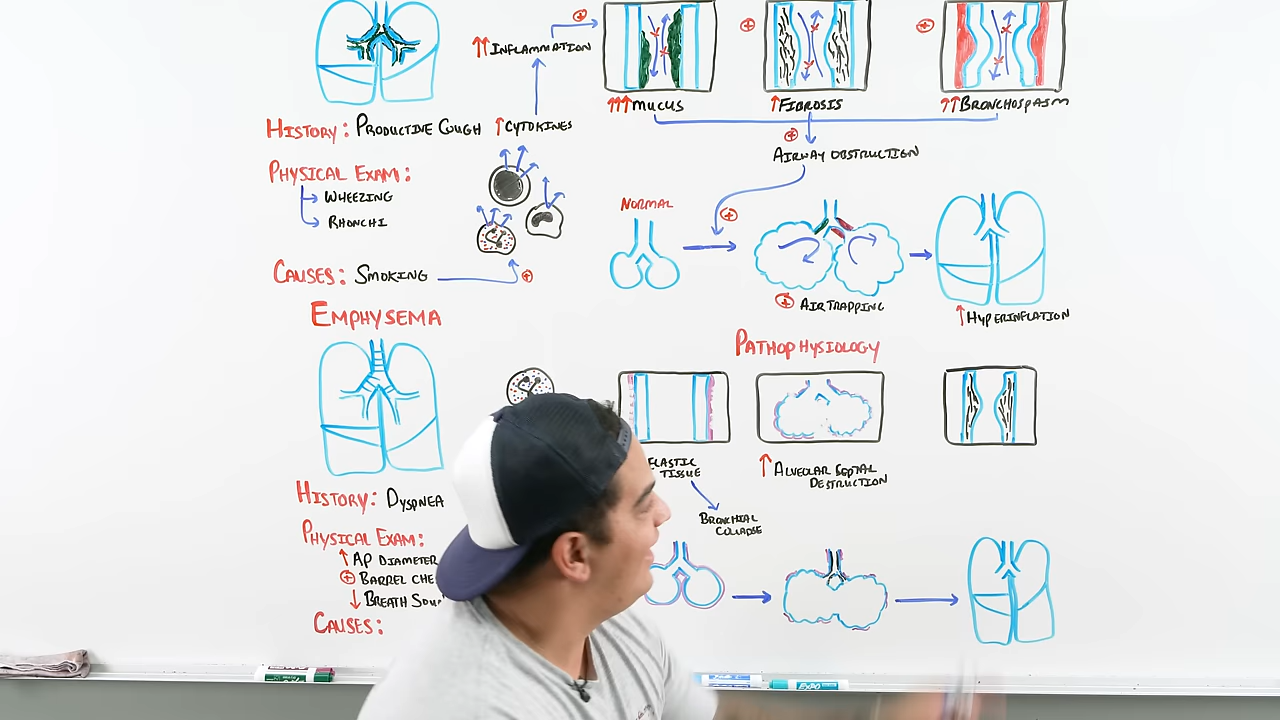 ↑↑ INFLAMMATION
↑↑↑ MUCUS
↑ FIBROSIS
↑↑ BRONCHOSPASM
HISTORY: PRODUCTIVE COUGH
↑ CYTOKINES
AIRWAY OBSTRUCTION
PHYSICAL EXAM:
WHEEZING
RHONCHI
NORMAL
CAUSES: SMOKING
⊕ AIR TRAPPING
↑ HYPERINFLATION
EMPHYSEMA
PATHOPHYSIOLOGY
ELASTIC
TISSUE
↑ ALVEOLAR SEPTAL
DESTRUCTION
BRONCHIAL
COLLAPSE
HISTORY: DYSPNEA
PHYSICAL EXAM:
↑ AP DIAMETER
⊕ BARREL CHE
↓ BREATH SOU
CAUSES:
EXPO